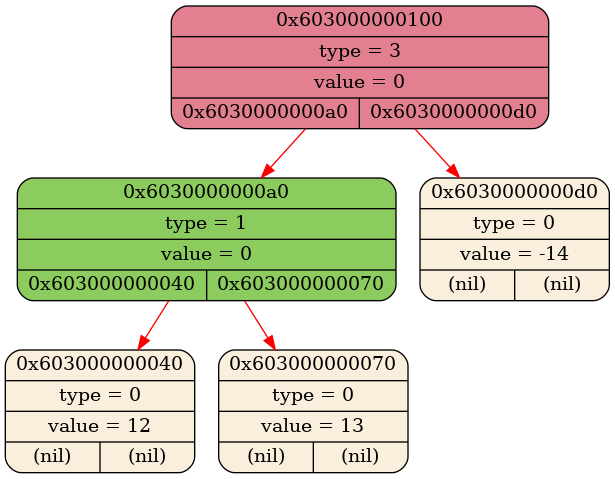 0x603000000100
type = 3
value = 0
0x6030000000a0 0x6030000000d0
0x6030000000a0
type = 1
value = 0
0x603000000040 0x603000000070
0x6030000000d0
type = 0
value = -14
(nil) (nil)
0x603000000040
type = 0
value = 12
(nil) (nil)
0x603000000070
type = 0
value = 13
(nil) (nil)